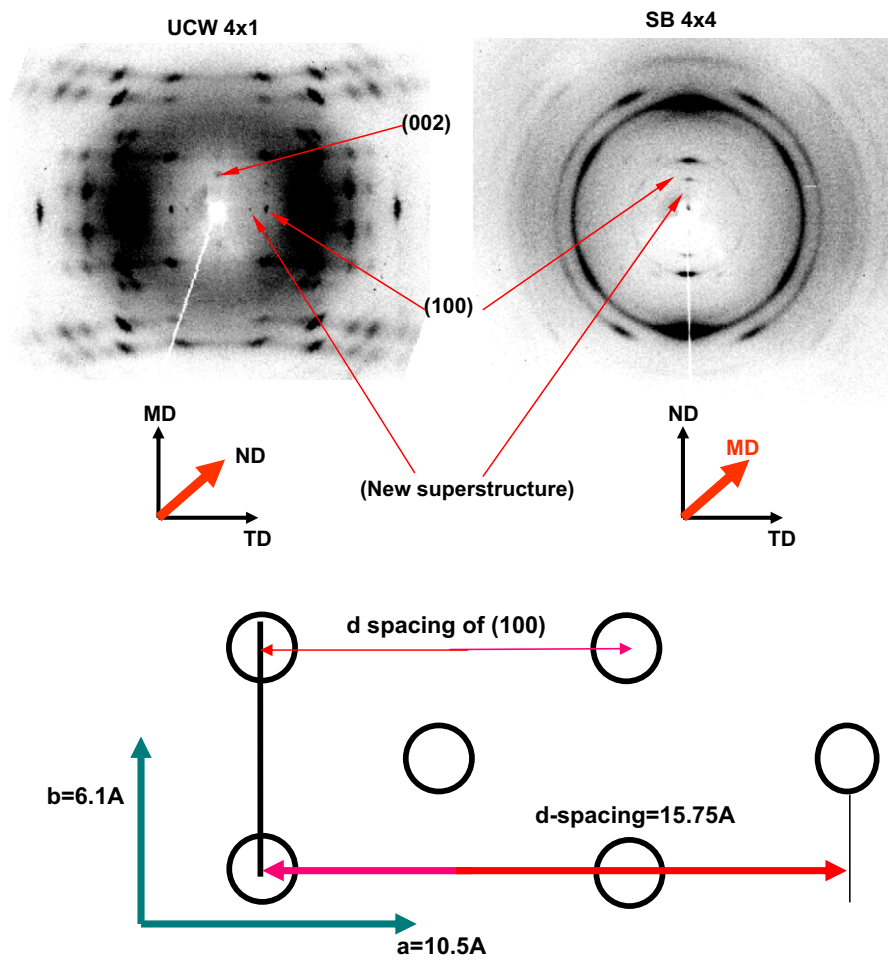 UCW 4x1
SB 4x4
(002)
(100)
MD
ND
TD
(New superstructure)
ND
MD
TD
d spacing of (100)
b=6.1A
d-spacing=15.75A
a=10.5A